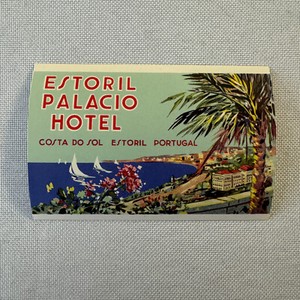 ESTORIL
PALACIO
HOTEL
COSTA DO SOL ESTORIL PORTUGAL